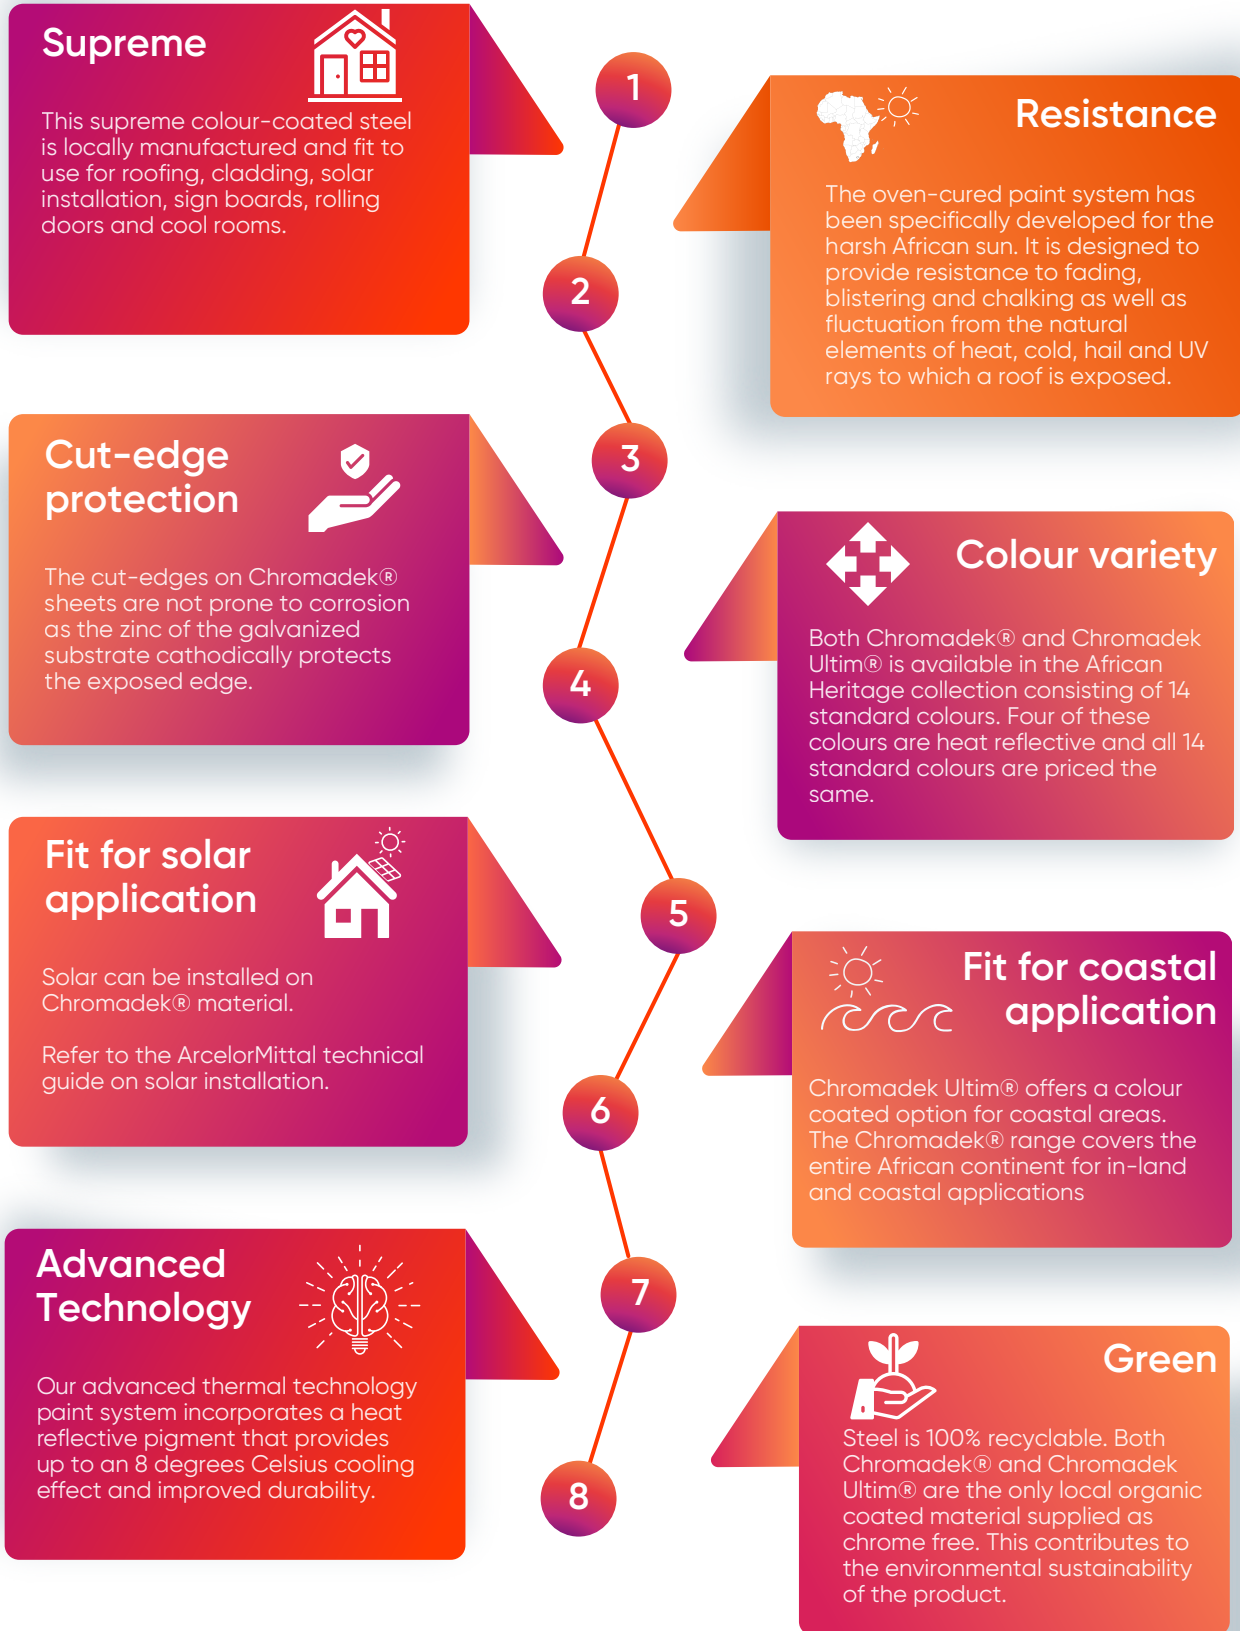 Supreme
This supreme colour-coated steel
is locally manufactured and fit to
use for roofing, cladding, solar
installation, sign boards, rolling
doors and cool rooms.
1
Resistance
The oven-cured paint system has
been specifically developed for the
harsh African sun. It is designed to
provide resistance to fading,
blistering and chalking as well as
fluctuation from the natural
elements of heat, cold, hail and UV
rays to which a roof is exposed.
2
Cut-edge
protection
The cut-edges on Chromadek®
sheets are not prone to corrosion
as the zinc of the galvanized
substrate cathodically protects
the exposed edge.
3
Colour variety
Both Chromadek® and Chromadek
Ultim® is available in the African
Heritage collection consisting of 14
standard colours. Four of these
colours are heat reflective and all 14
standard colours are priced the
same.
4
Fit for solar
application
Solar can be installed on
Chromadek® material.
Refer to the ArcelorMittal technical
guide on solar installation.
5
Fit for coastal
application
Chromadek Ultim® offers a colour
coated option for coastal areas.
The Chromadek® range covers the
entire African continent for in-land
and coastal applications
6
Advanced
Technology
Our advanced thermal technology
paint system incorporates a heat
reflective pigment that provides
up to an 8 degrees Celsius cooling
effect and improved durability.
7
Green
Steel is 100% recyclable. Both
Chromadek® and Chromadek
Ultim® are the only local organic
coated material supplied as
chrome free. This contributes to
the environmental sustainability
of the product.
8